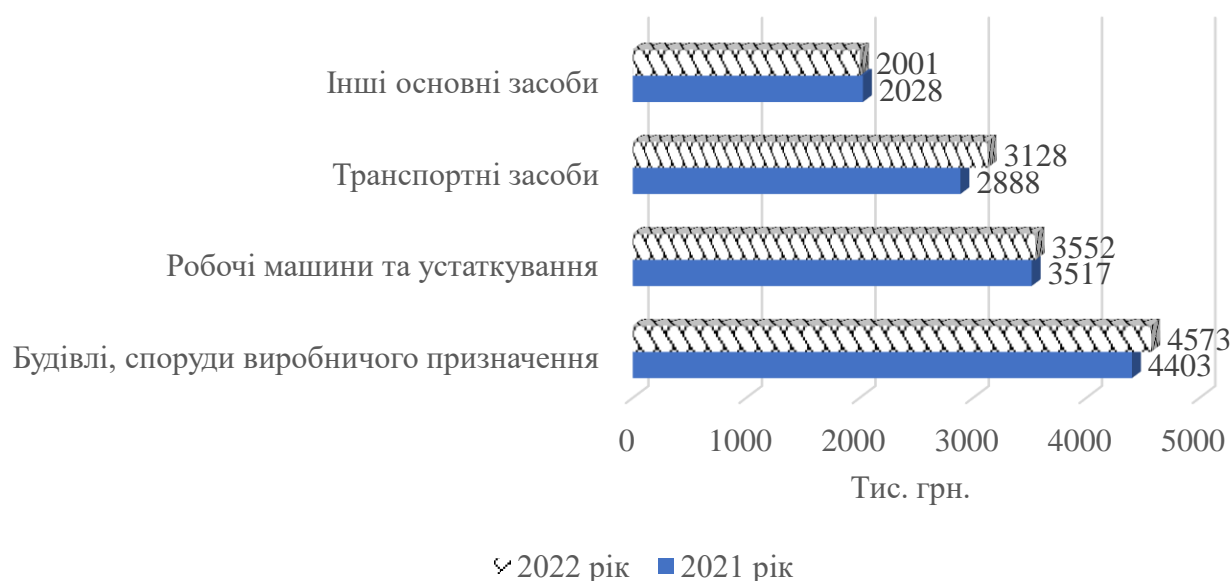 Інші основні засоби
2001
2028
Транспортні засоби
3128
2888
Робочі машини та устаткування
3552
3517
Будівлі, споруди виробничого призначення
4573
4403
0 1000 2000 3000 4000 5000
Тис. грн.
2022 рік 2021 рік